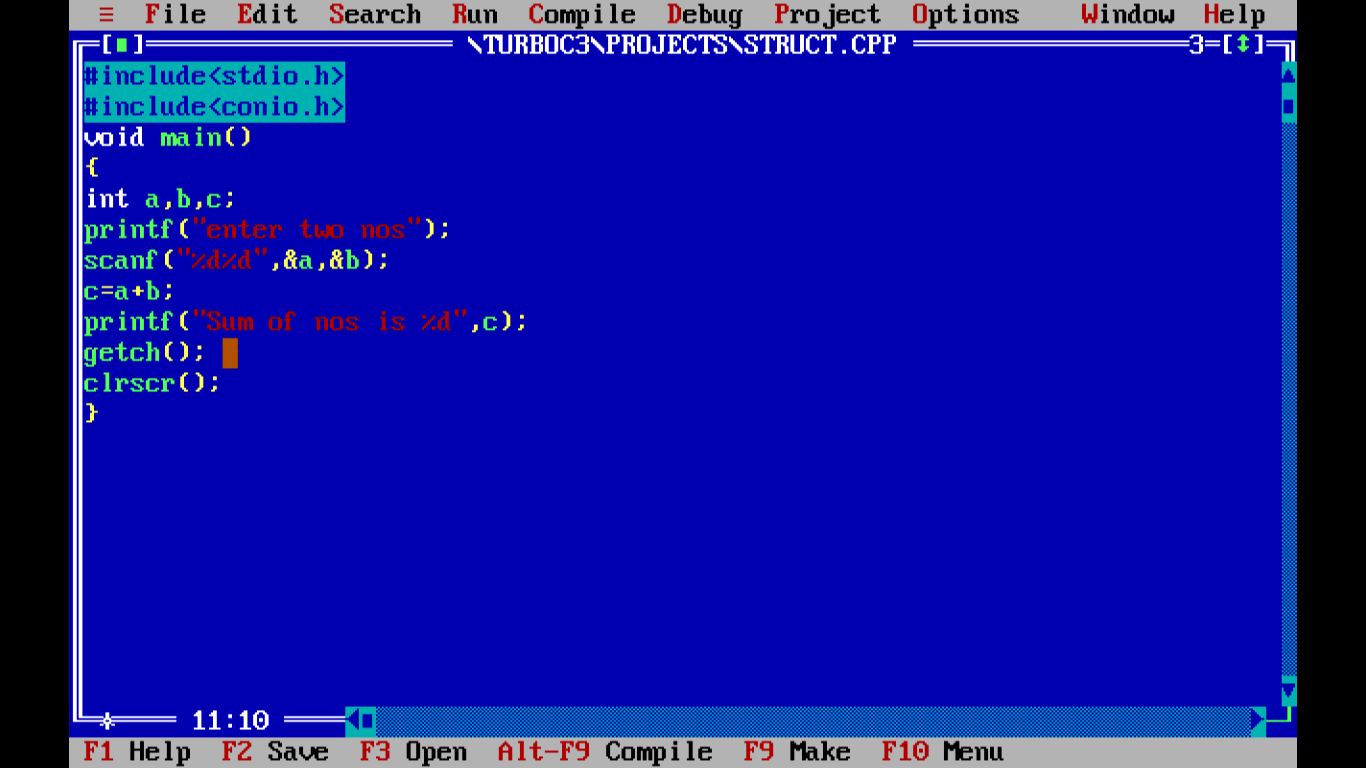 ≡ File Edit Search Run Compile Debug Project Options Window Help
[■] \TURBOC3\PROJECTS\STRUCT.CPP 3=[↕]
#include<stdio.h>
#include<conio.h>
void main()
{
int a,b,c;
printf("enter two nos");
scanf("%d%d",&a,&b);
c=a+b;
printf("Sum of nos is %d",c);
getch();
clrscr();
}
11:10
F1 Help F2 Save F3 Open Alt-F9 Compile F9 Make F10 Menu